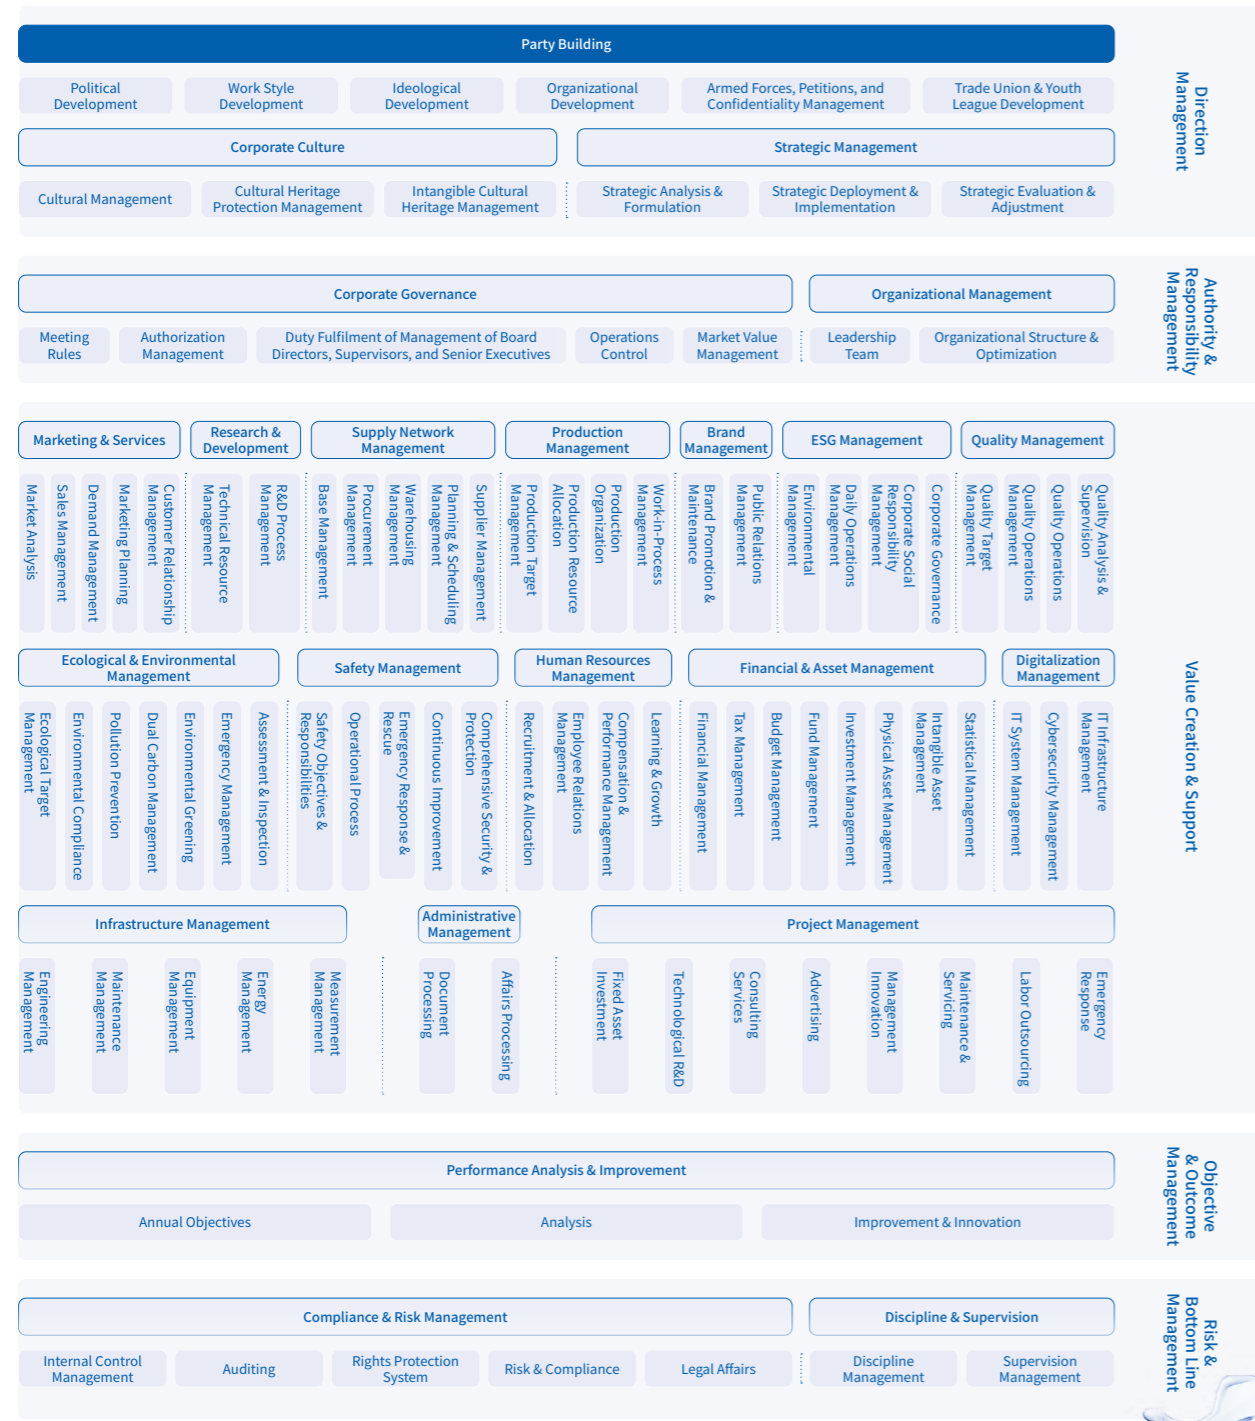 Party Building
Political
Development
Work Style
Development
Ideological
Development
Organizational
Development
Armed Forces, Petitions, and
Confidentiality Management
Trade Union & Youth
League Development
Corporate Culture
Strategic Management
Cultural Management
Cultural Heritage
Protection Management
Intangible Cultural
Heritage Management
Strategic Analysis &
Formulation
Strategic Deployment &
Implementation
Strategic Evaluation &
Adjustment
Direction
Management
Corporate Governance
Organizational Management
Meeting
Rules
Authorization
Management
Duty Fulfilment of Management of Board
Directors, Supervisors, and Senior Executives
Operations
Control
Market Value
Management
Leadership
Team
Organizational Structure &
Optimization
Authority &
Responsibility
Management
Marketing & Services
Research &
Development
Supply Network
Management
Production
Management
Brand
Management
ESG Management
Quality Management
Market Analysis
Sales Management
Demand Management
Marketing Planning
Customer Relationship
Management
Technical Resource
Management
R&D Process
Management
Base Management
Procurement
Management
Warehousing
Management
Planning & Scheduling
Management
Supplier Management
Production Target
Management
Production Resource
Allocation
Production
Organization
Work-in-Process
Management
Brand Promotion &
Maintenance
Public Relations
Management
Environmental
Management
Daily Operations
Management
Corporate Social
Responsibility
Management
Corporate Governance
Quality Target
Management
Quality Operations
Management
Quality Operations
Quality Analysis &
Supervision
Ecological & Environmental
Management
Safety Management
Human Resources
Management
Financial & Asset Management
Digitalization
Management
Ecological Target
Management
Environmental Compliance
Pollution Prevention
Dual Carbon Management
Environmental Greening
Emergency Management
Assessment & Inspection
Safety Objectives &
Responsibilities
Operational Process
Emergency Response &
Rescue
Continuous Improvement
Comprehensive Security &
Protection
Recruitment & Allocation
Employee Relations
Management
Compensation &
Performance Management
Learning & Growth
Financial Management
Tax Management
Budget Management
Fund Management
Investment Management
Physical Asset Management
Intangible Asset
Management
Statistical Management
IT System Management
Cybersecurity Management
IT Infrastructure
Management
Infrastructure Management
Administrative
Management
Project Management
Engineering
Management
Maintenance
Management
Equipment
Management
Energy
Management
Measurement
Management
Document
Processing
Affairs Processing
Fixed Asset
Investment
Technological R&D
Consulting
Services
Advertising
Management
Innovation
Maintenance &
Servicing
Labor Outsourcing
Emergency
Response
Value Creation & Support
Performance Analysis & Improvement
Annual Objectives
Analysis
Improvement & Innovation
Objective
& Outcome
Management
Compliance & Risk Management
Discipline & Supervision
Internal Control
Management
Auditing
Rights Protection
System
Risk & Compliance
Legal Affairs
Discipline
Management
Supervision
Management
Risk &
Bottom Line
Management